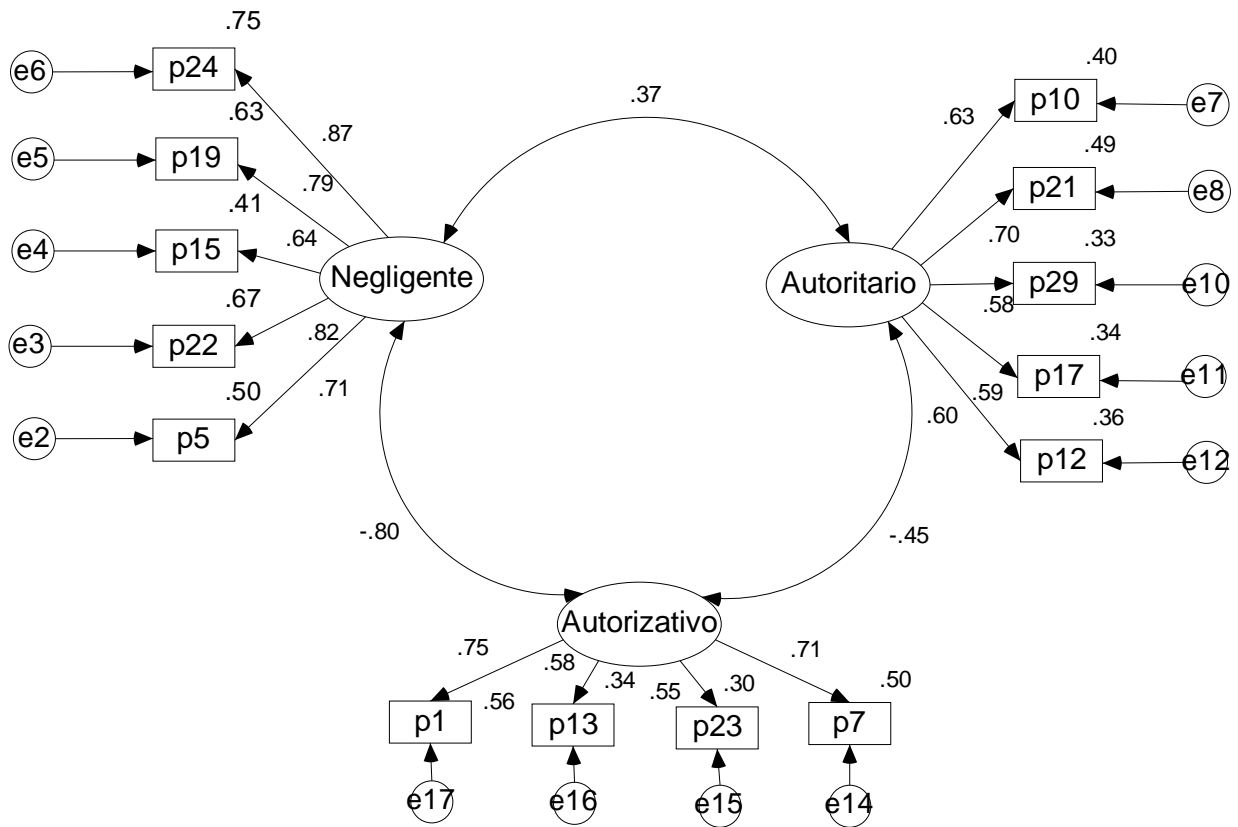 .75
e6 p24
.63
.87
e5 p19
.79
.41
e4 p15
.64
Negligente
.67
e3 p22
.82
.50
.71
e2 p5
.37
.40
.63
p10 e7
.49
p21 e8
.70
.33
Autoritario
p29 e10
.58
.34
p17 e11
.59
.60
.36
p12 e12
-.80
-.45
Autorizativo
.75
.58
.34
.55
.30
.71
.56
.50
p1 p13 p23 p7
e17 e16 e15 e14